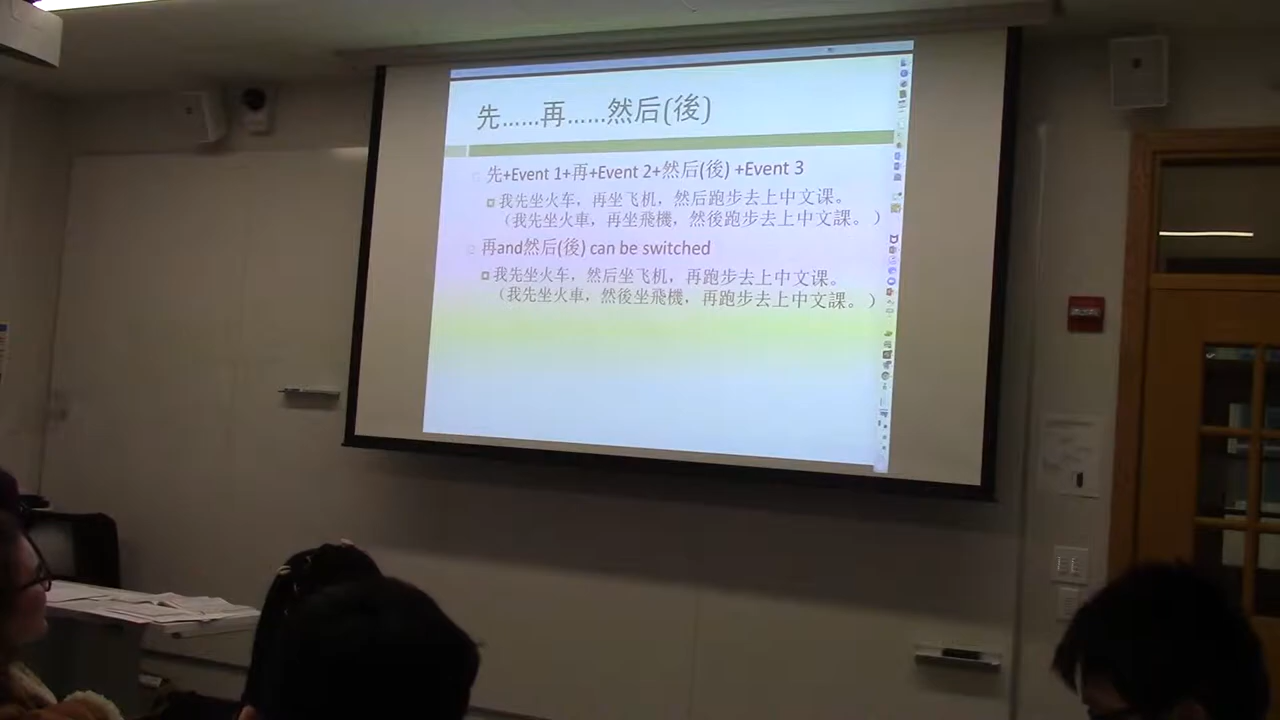 先……再……然后(後)
先+Event 1+再+Event 2+然后(後) +Event 3
我先坐火车，再坐飞机，然后跑步去上中文课。
（我先坐火車，再坐飛機，然後跑步去上中文課。）
再and然后(後) can be switched
我先坐火车，然后坐飞机，再跑步去上中文课。
（我先坐火車，然後坐飛機，再跑步去上中文課。）